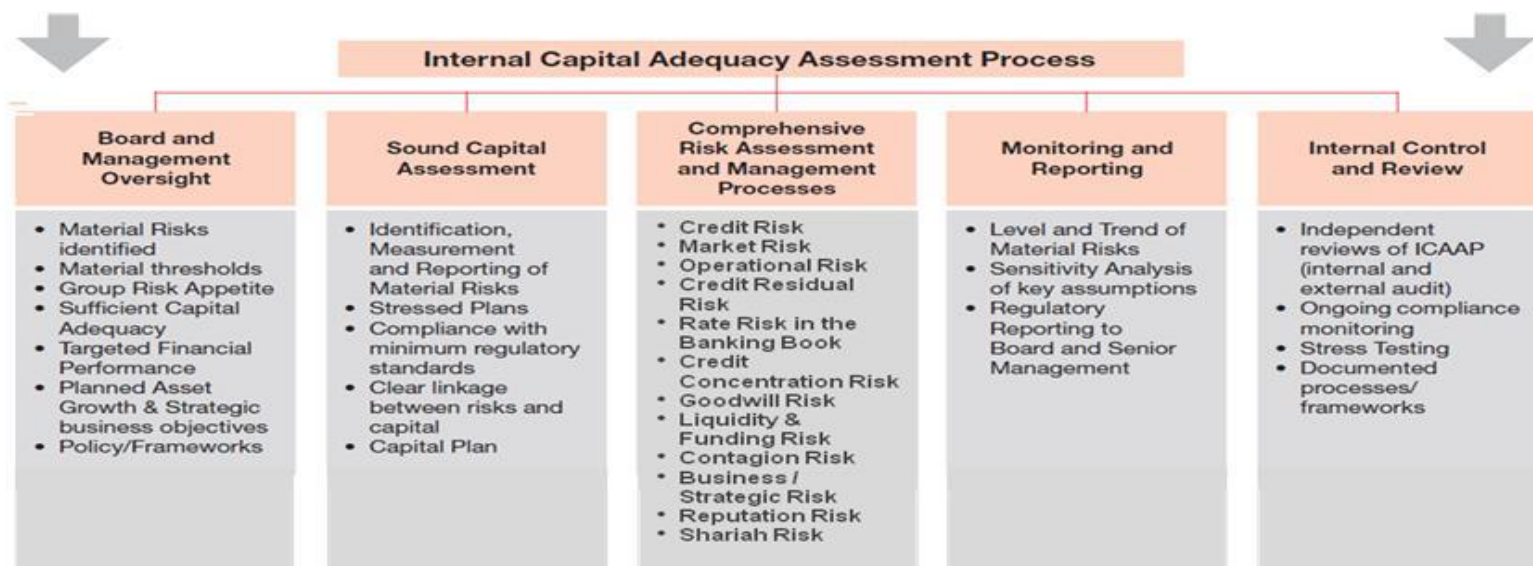 Internal Capital Adequacy Assessment Process
Board and
Management
Oversight
• Material Risks
identified
• Material thresholds
• Group Risk Appetite
• Sufficient Capital
Adequacy
• Targeted Financial
Performance
• Planned Asset
Growth & Strategic
business objectives
• Policy/Frameworks
Sound Capital
Assessment
• Identification,
Measurement
and Reporting of
Material Risks
• Stressed Plans
• Compliance with
minimum regulatory
standards
• Clear linkage
between risks and
capital
• Capital Plan
Comprehensive
Risk Assessment
and Management
Processes
• Credit Risk
• Market Risk
• Operational Risk
• Credit Residual
Risk
• Rate Risk in the
Banking Book
• Credit
Concentration Risk
• Goodwill Risk
• Liquidity &
Funding Risk
• Contagion Risk
• Business /
Strategic Risk
• Reputation Risk
• Shariah Risk
Monitoring and
Reporting
• Level and Trend of
Material Risks
• Sensitivity Analysis
of key assumptions
• Regulatory
Reporting to
Board and Senior
Management
Internal Control
and Review
• Independent
reviews of ICAAP
(internal and
external audit)
• Ongoing compliance
monitoring
• Stress Testing
• Documented
processes/
frameworks